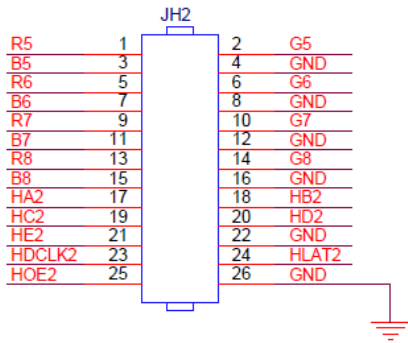 JH2
R5 1 2 G5
B5 3 4 GND
R6 5 6 G6
B6 7 8 GND
R7 9 10 G7
B7 11 12 GND
R8 13 14 G8
B8 15 16 GND
HA2 17 18 HB2
HC2 19 20 HD2
HE2 21 22 GND
HDCLK2 23 24 HLAT2
HOE2 25 26 GND